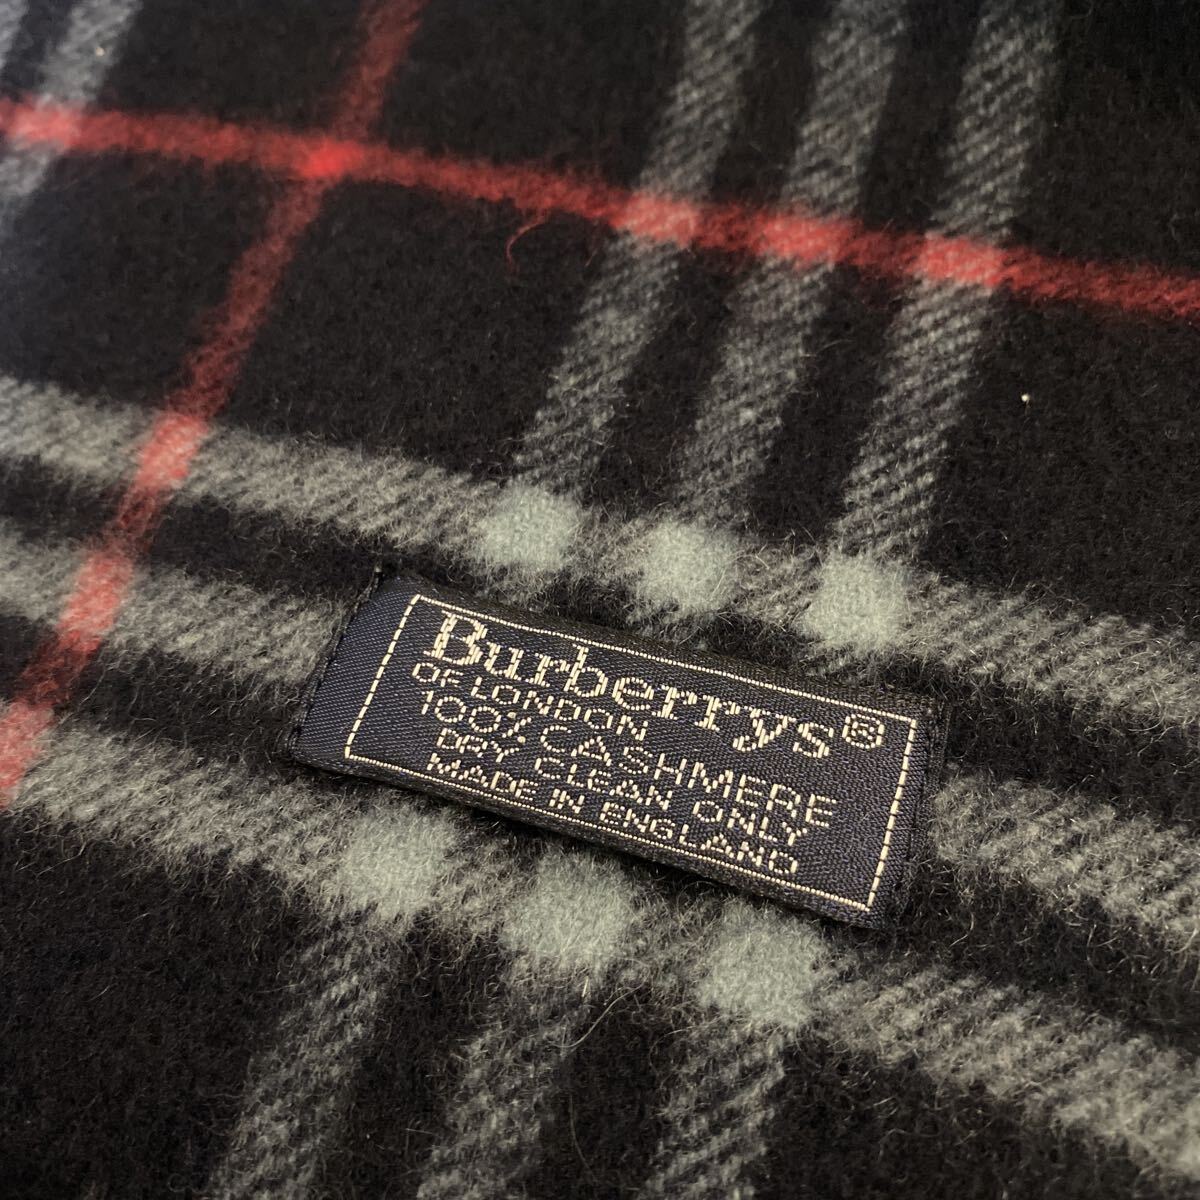 Burberrys®
OF LONDON
100% CASHMERE
DRY CLEAN ONLY
MADE IN ENGLAND